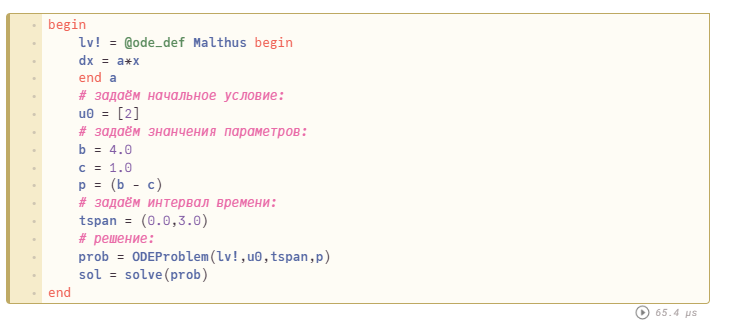 begin
    lv! = @ode_def Malthus begin
    dx = a*x
    end a
    # задаём начальное условие:
    u0 = [2]
    # задаём знанчения параметров:
    b = 4.0
    c = 1.0
    p = (b - c)
    # задаём интервал времени:
    tspan = (0.0,3.0)
    # решение:
    prob = ODEProblem(lv!,u0,tspan,p)
    sol = solve(prob)
end
65.4 μs